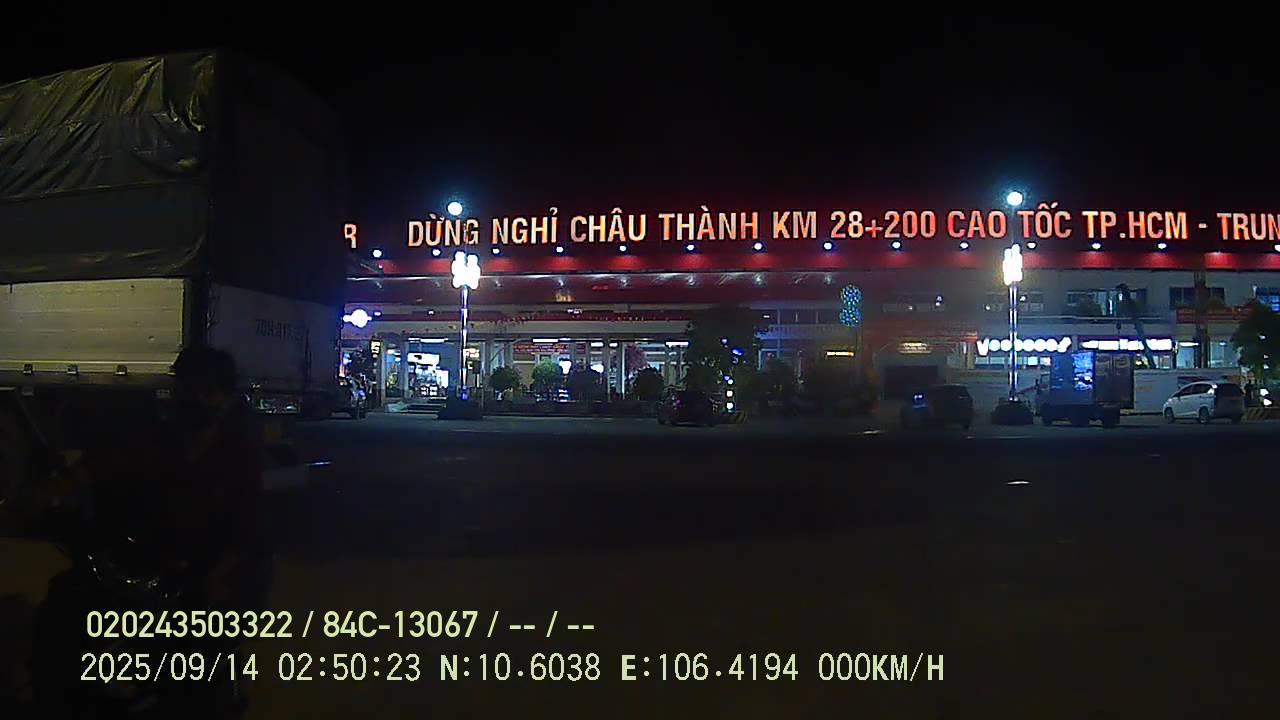 R
DỪNG NGHỈ CHÂU THÀNH KM 28+200 CAO TỐC TP.HCM - TRUN
020243503322 / 84C-13067 / -- / --
2025/09/14 02:50:23 N:10.6038 E:106.4194 000KM/H